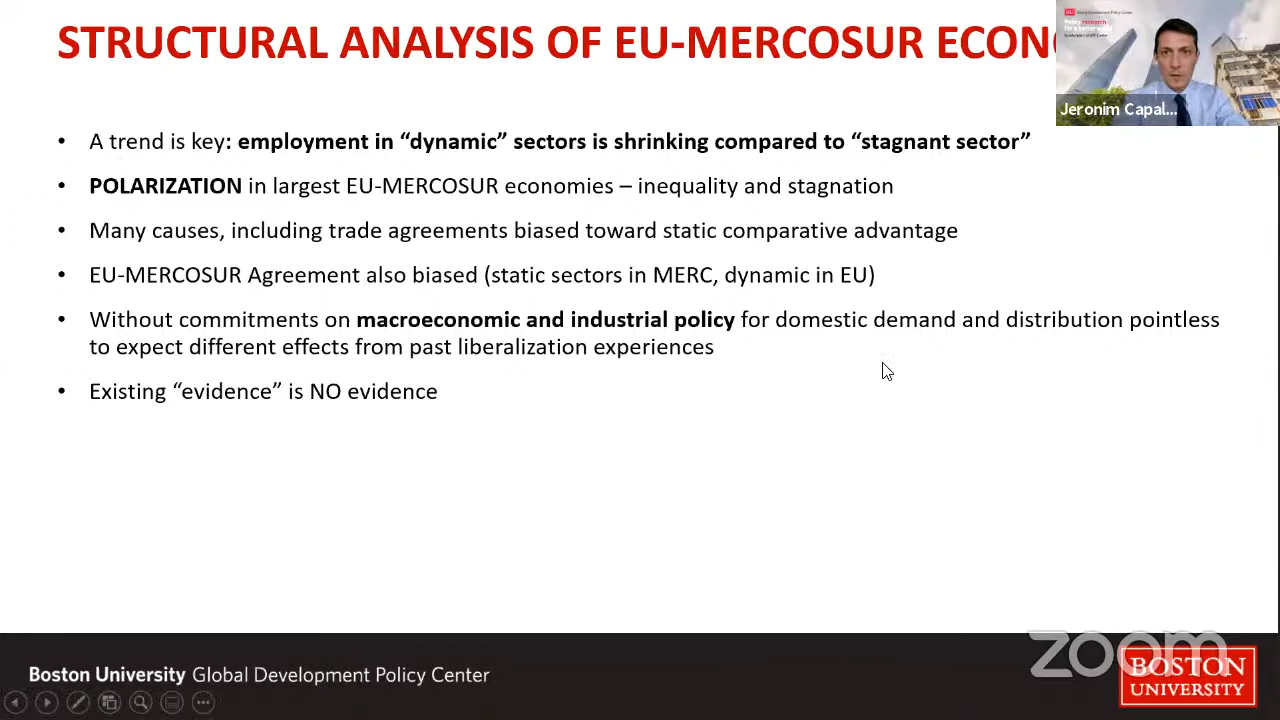 STRUCTURAL ANALYSIS OF EU-MERCOSUR ECONO
Jeronim Capal...
• A trend is key: employment in “dynamic” sectors is shrinking compared to “stagnant sector”
• POLARIZATION in largest EU-MERCOSUR economies – inequality and stagnation
• Many causes, including trade agreements biased toward static comparative advantage
• EU-MERCOSUR Agreement also biased (static sectors in MERC, dynamic in EU)
• Without commitments on macroeconomic and industrial policy for domestic demand and distribution pointless
to expect different effects from past liberalization experiences
• Existing “evidence” is NO evidence
Boston University Global Development Policy Center
zoom
BOSTON
UNIVERSITY